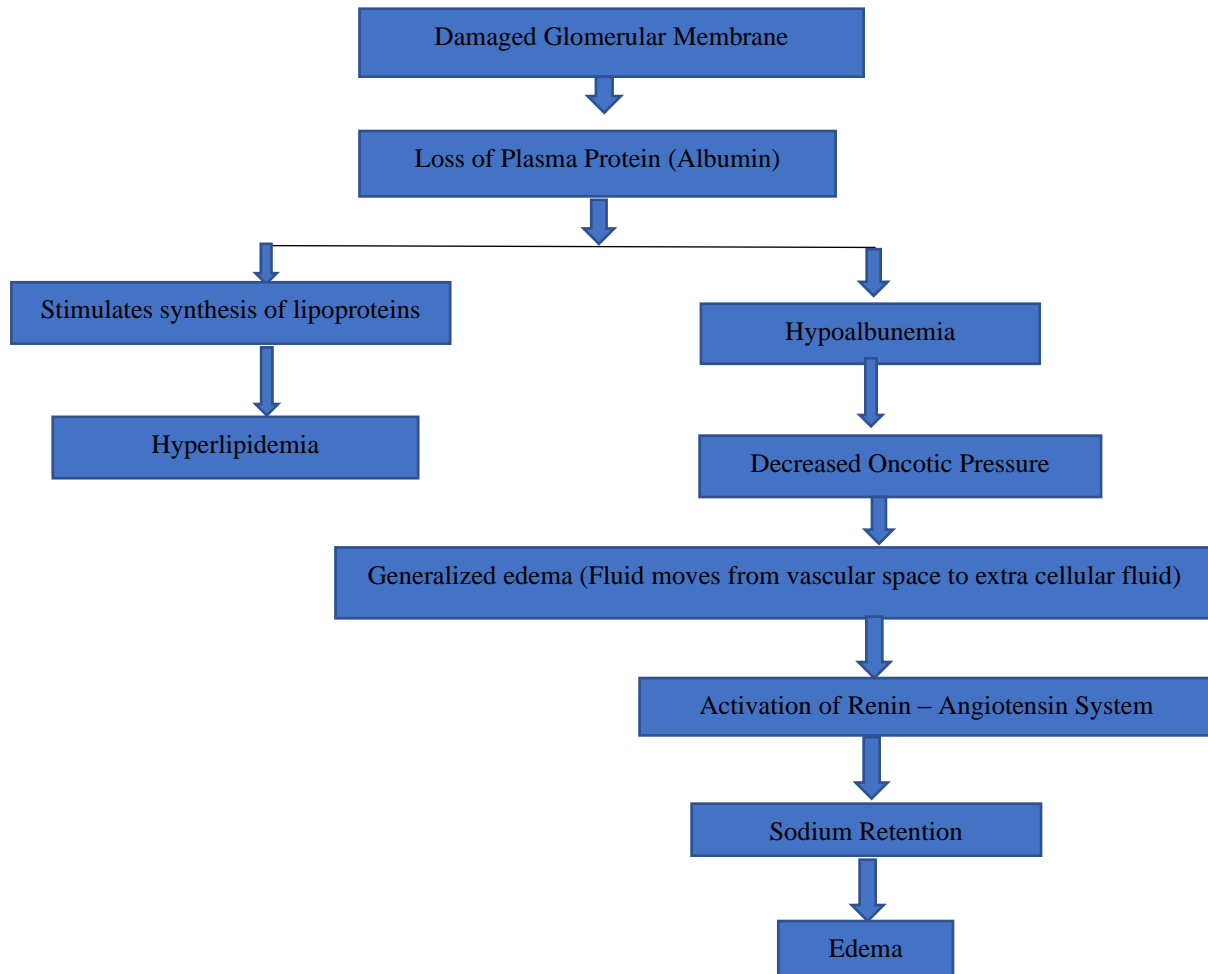 Damaged Glomerular Membrane
Loss of Plasma Protein (Albumin)
Stimulates synthesis of lipoproteins
Hypoalbunemia
Hyperlipidemia
Decreased Oncotic Pressure
Generalized edema (Fluid moves from vascular space to extra cellular fluid)
Activation of Renin – Angiotensin System
Sodium Retention
Edema